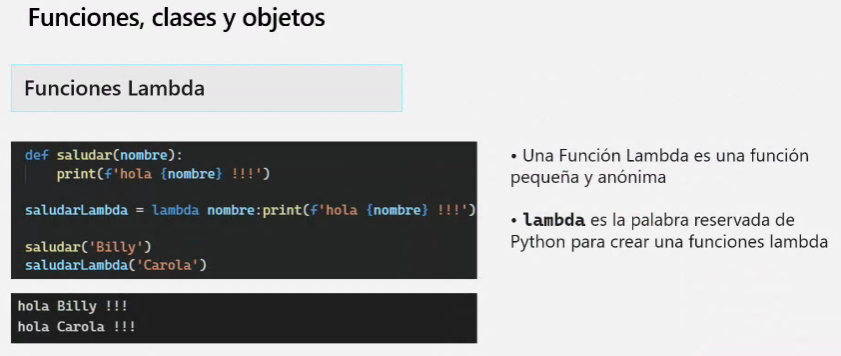 Funciones, clases y objetos
Funciones Lambda
def saludar(nombre):
    print(f'hola {nombre} !!!')
saludarLambda = lambda nombre:print(f'hola {nombre} !!!')
saludar('Billy')
saludarLambda('Carola')
hola Billy !!!
hola Carola !!!
• Una Función Lambda es una función
pequeña y anónima
• lambda es la palabra reservada de
Python para crear una funciones lambda